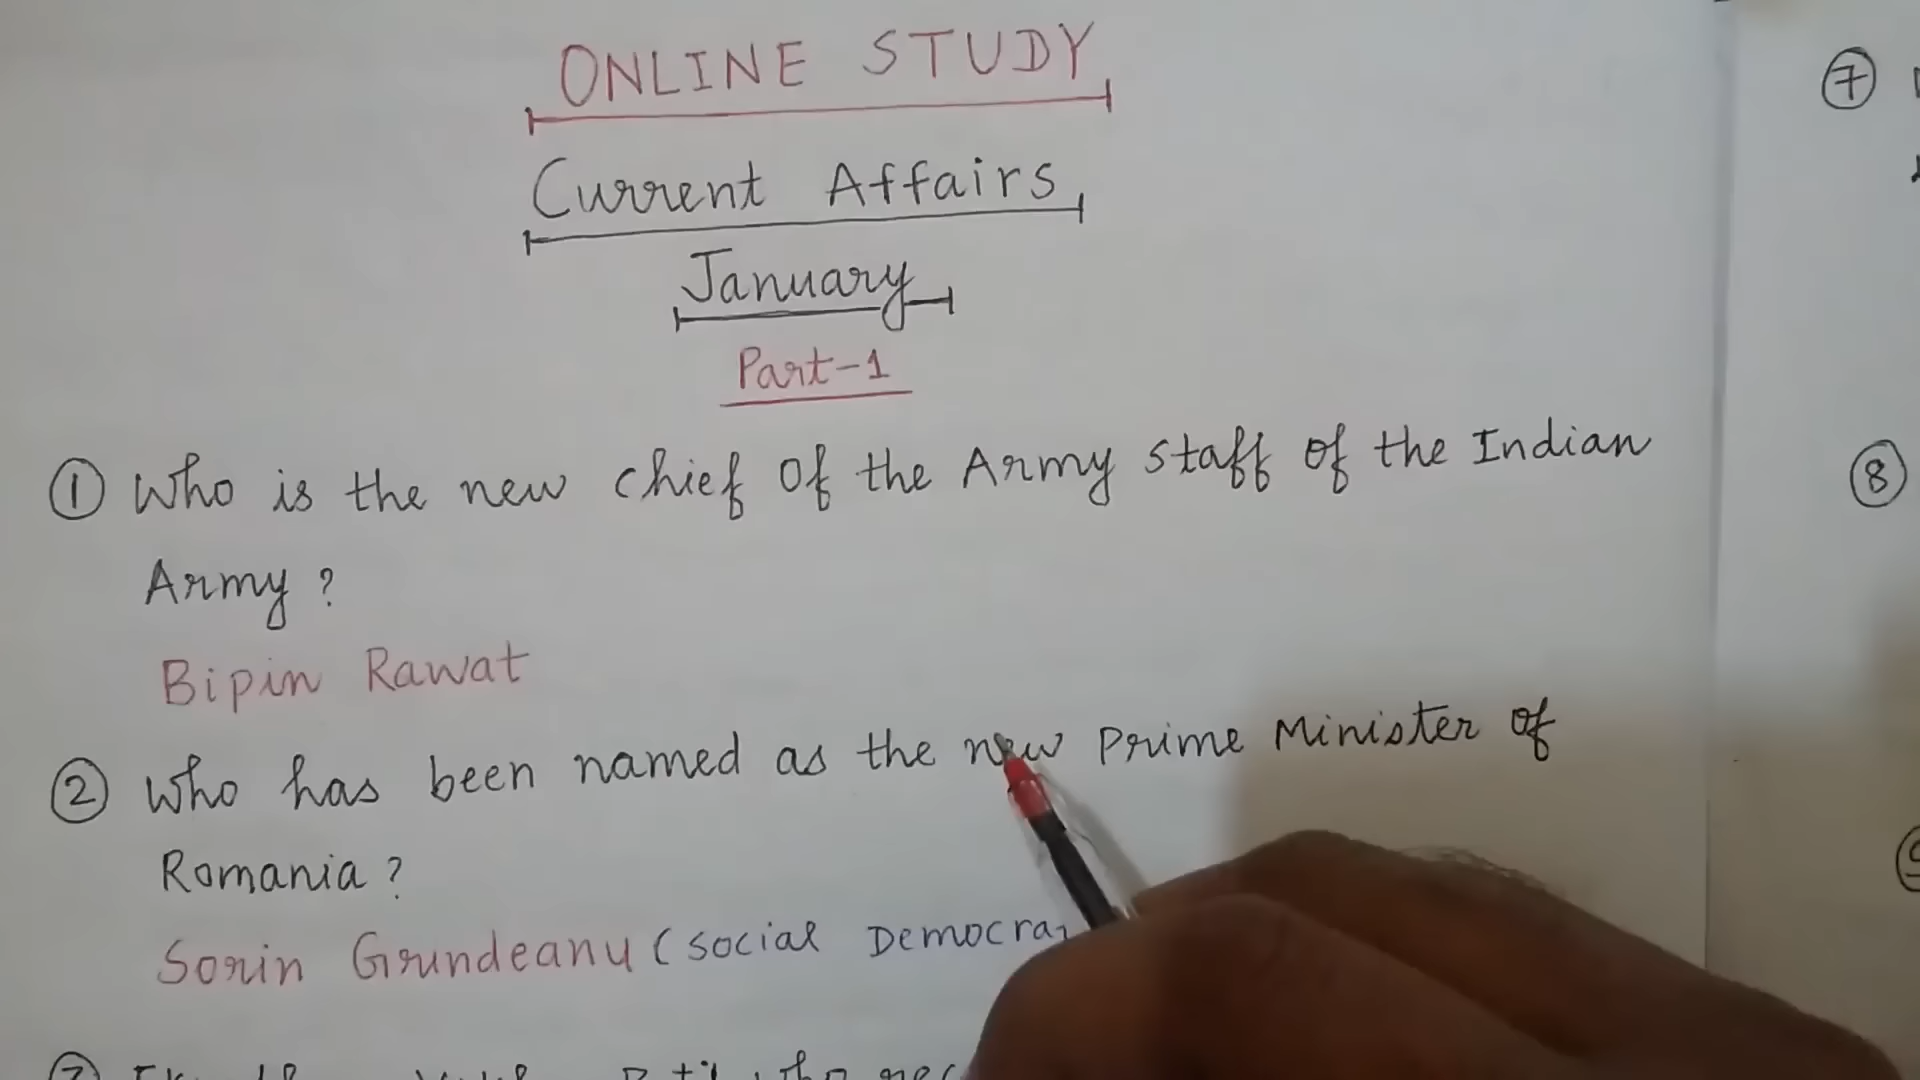 ONLINE STUDY
Current Affairs
January
Part-1
① Who is the new chief of the Army staff of the Indian
Army?
Bipin Rawat
② Who has been named as the new Prime Minister of
Romania?
Sorin Grundeanu (Social Democra
⑦
⑧